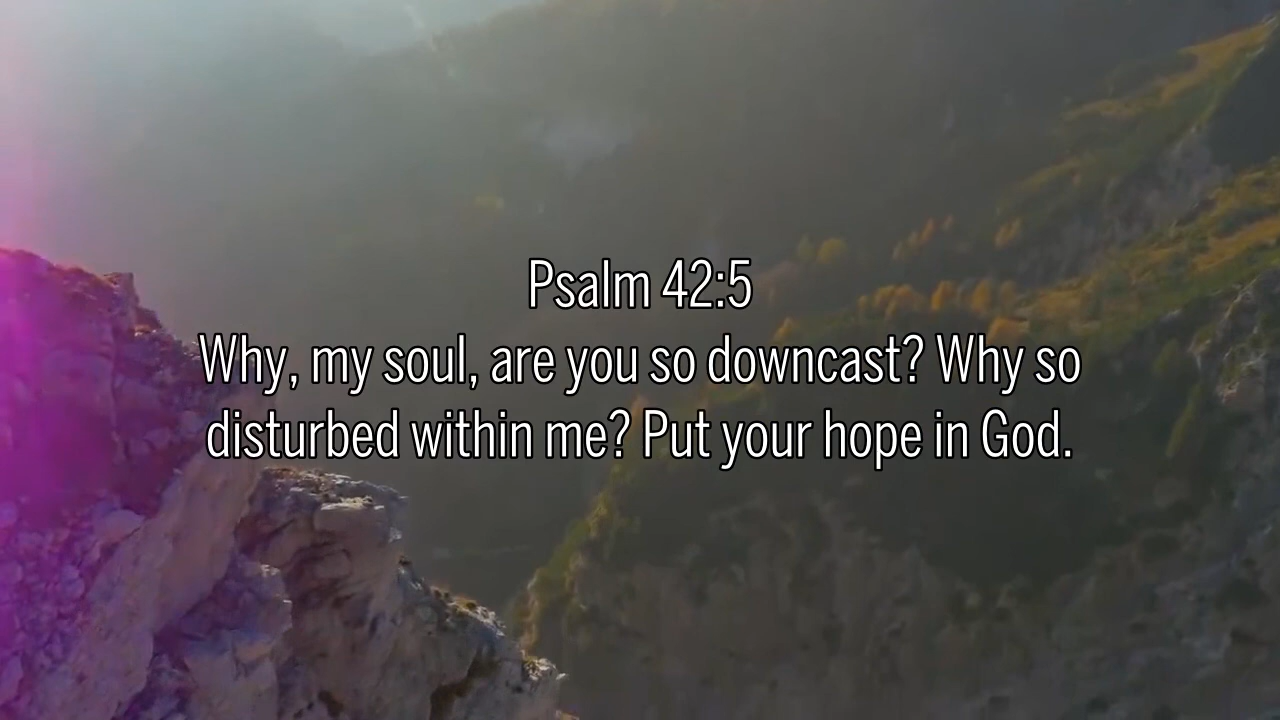 Psalm 42:5
Why, my soul, are you so downcast? Why so
disturbed within me? Put your hope in God.